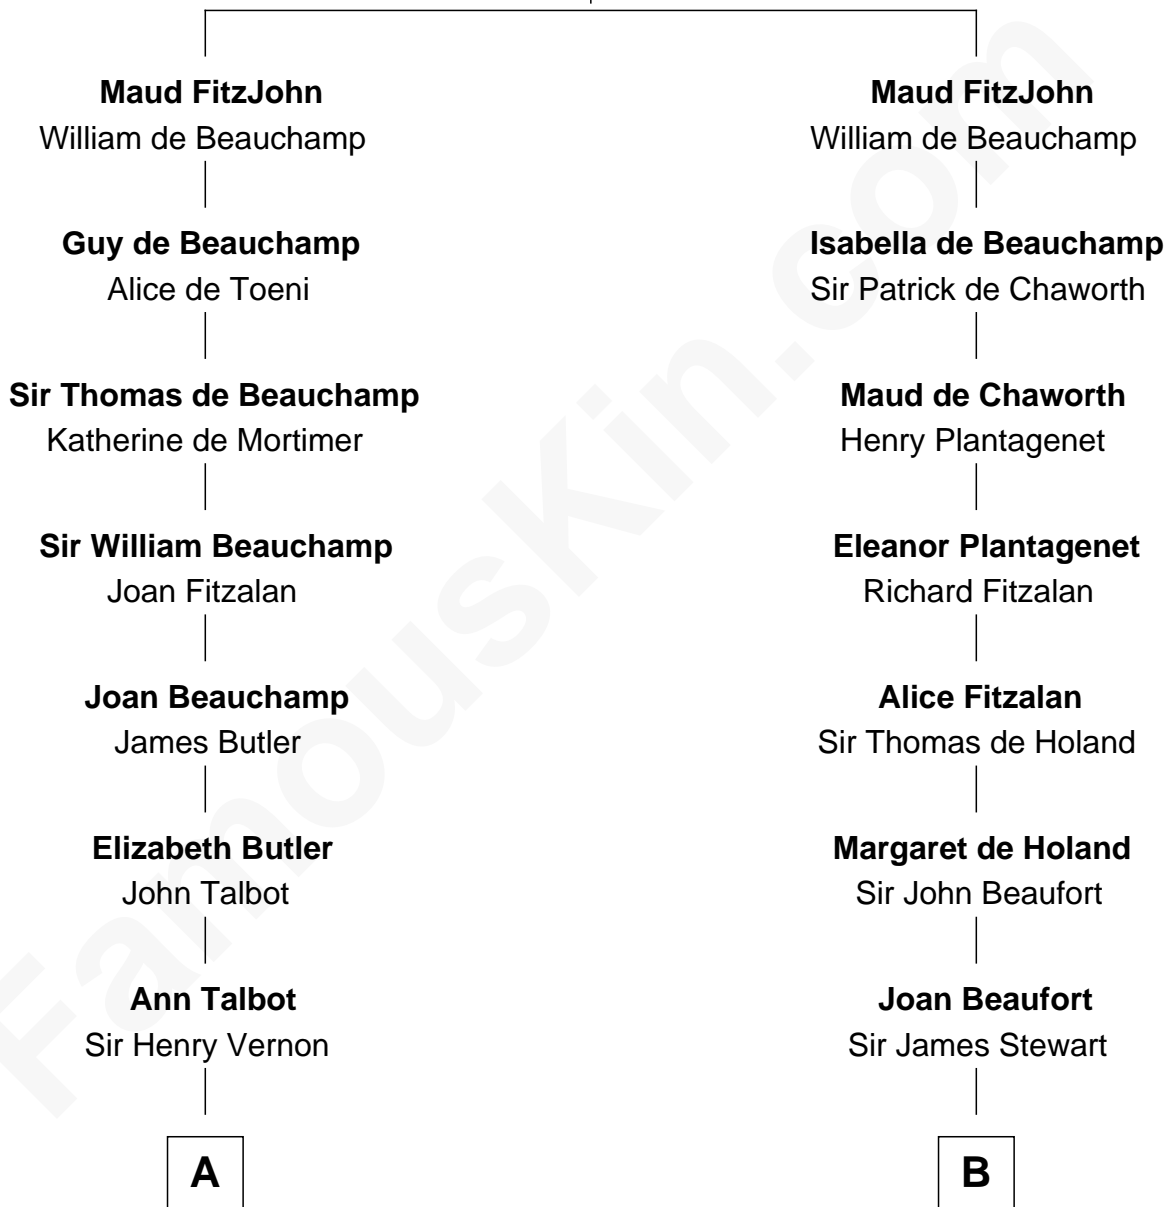 Maud FitzJohn
William de Beauchamp
Maud FitzJohn
William de Beauchamp
Guy de Beauchamp
Alice de Toeni
Isabella de Beauchamp
Sir Patrick de Chaworth
Sir Thomas de Beauchamp
Katherine de Mortimer
Maud de Chaworth
Henry Plantagenet
Sir William Beauchamp
Joan Fitzalan
Eleanor Plantagenet
Richard Fitzalan
Joan Beauchamp
James Butler
Alice Fitzalan
Sir Thomas de Holand
Elizabeth Butler
John Talbot
Margaret de Holand
Sir John Beaufort
Ann Talbot
Sir Henry Vernon
Joan Beaufort
Sir James Stewart
A
B
FamousKin.com